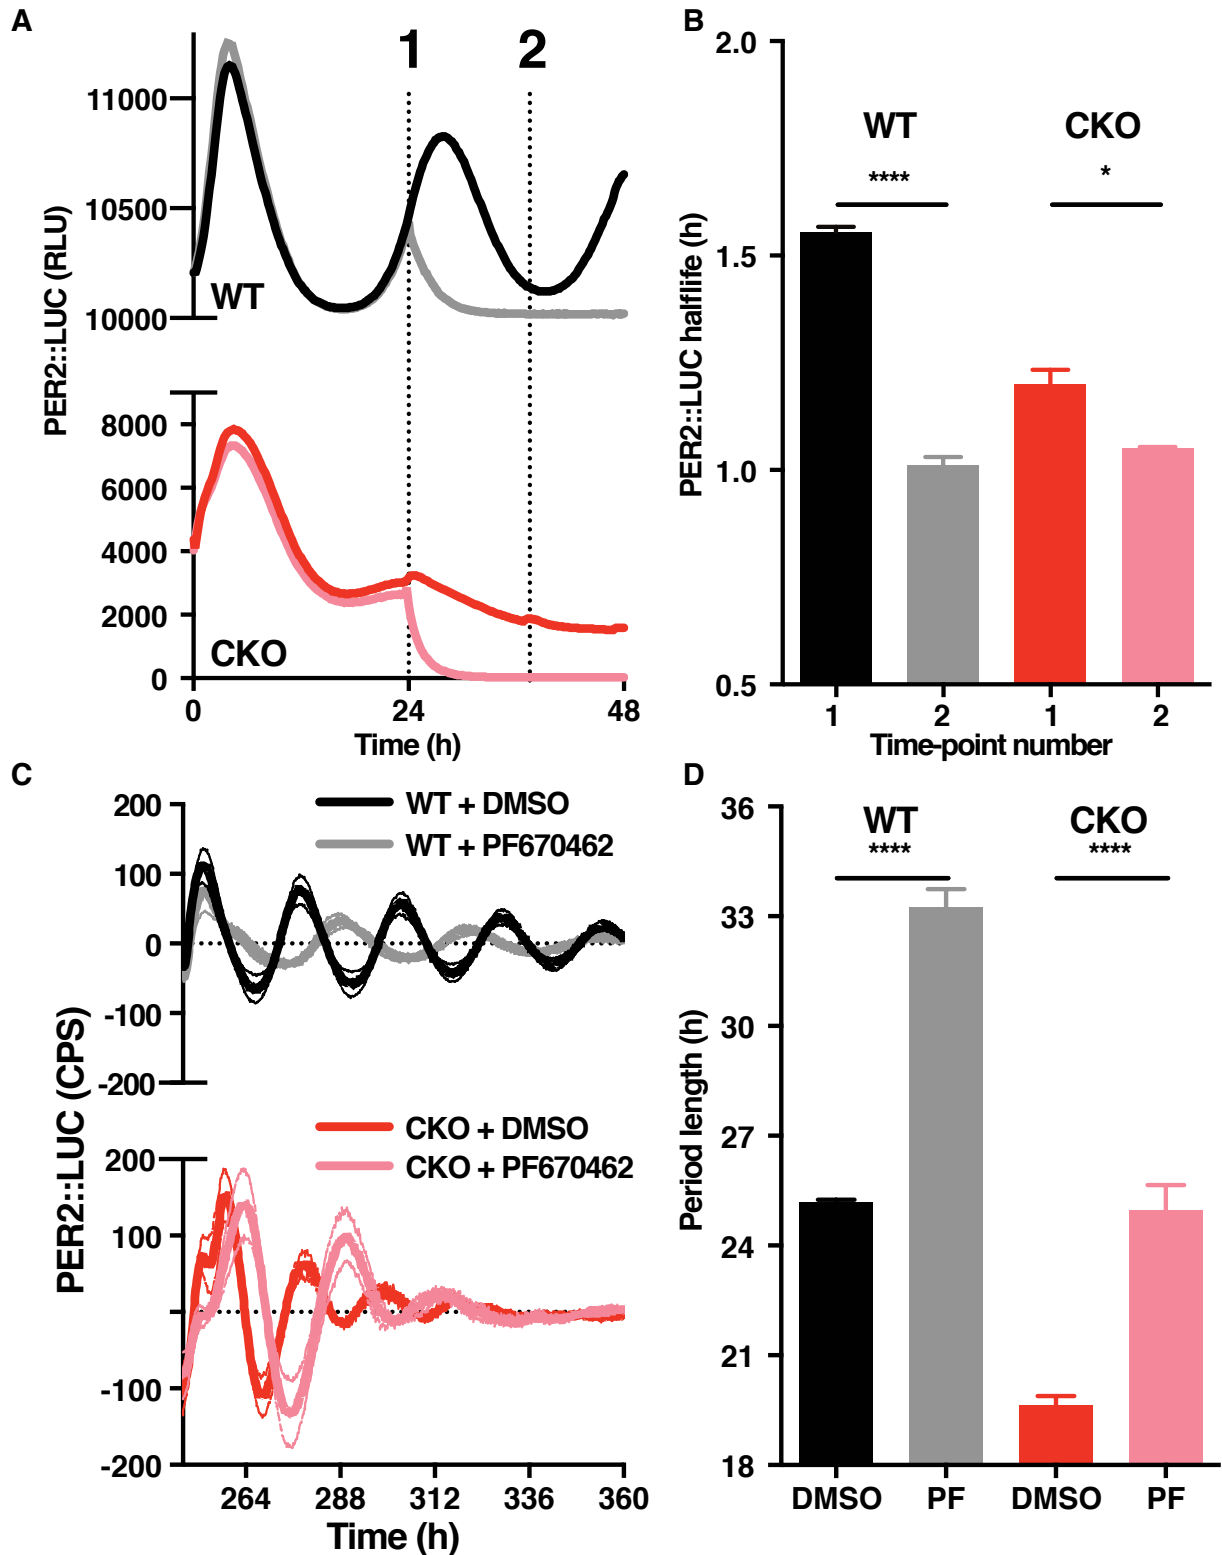 A
1
2
11000
10500
10000
WT
PER2::LUC (RLU)
8000
6000
4000
2000
0
CKO
0
24
48
Time (h)
B
2.0
1.5
1.0
0.5
WT
****
CKO
*
PER2::LUC halflife (h)
1
2
1
2
Time-point number
C
WT + DMSO
WT + PF670462
200
100
0
-100
-200
PER2::LUC (CPS)
CKO + DMSO
CKO + PF670462
200
100
-100
-200
264
288
312
336
360
Time (h)
D
36
33
30
27
24
21
18
WT
****
CKO
****
Period length (h)
DMSO
PF
DMSO
PF